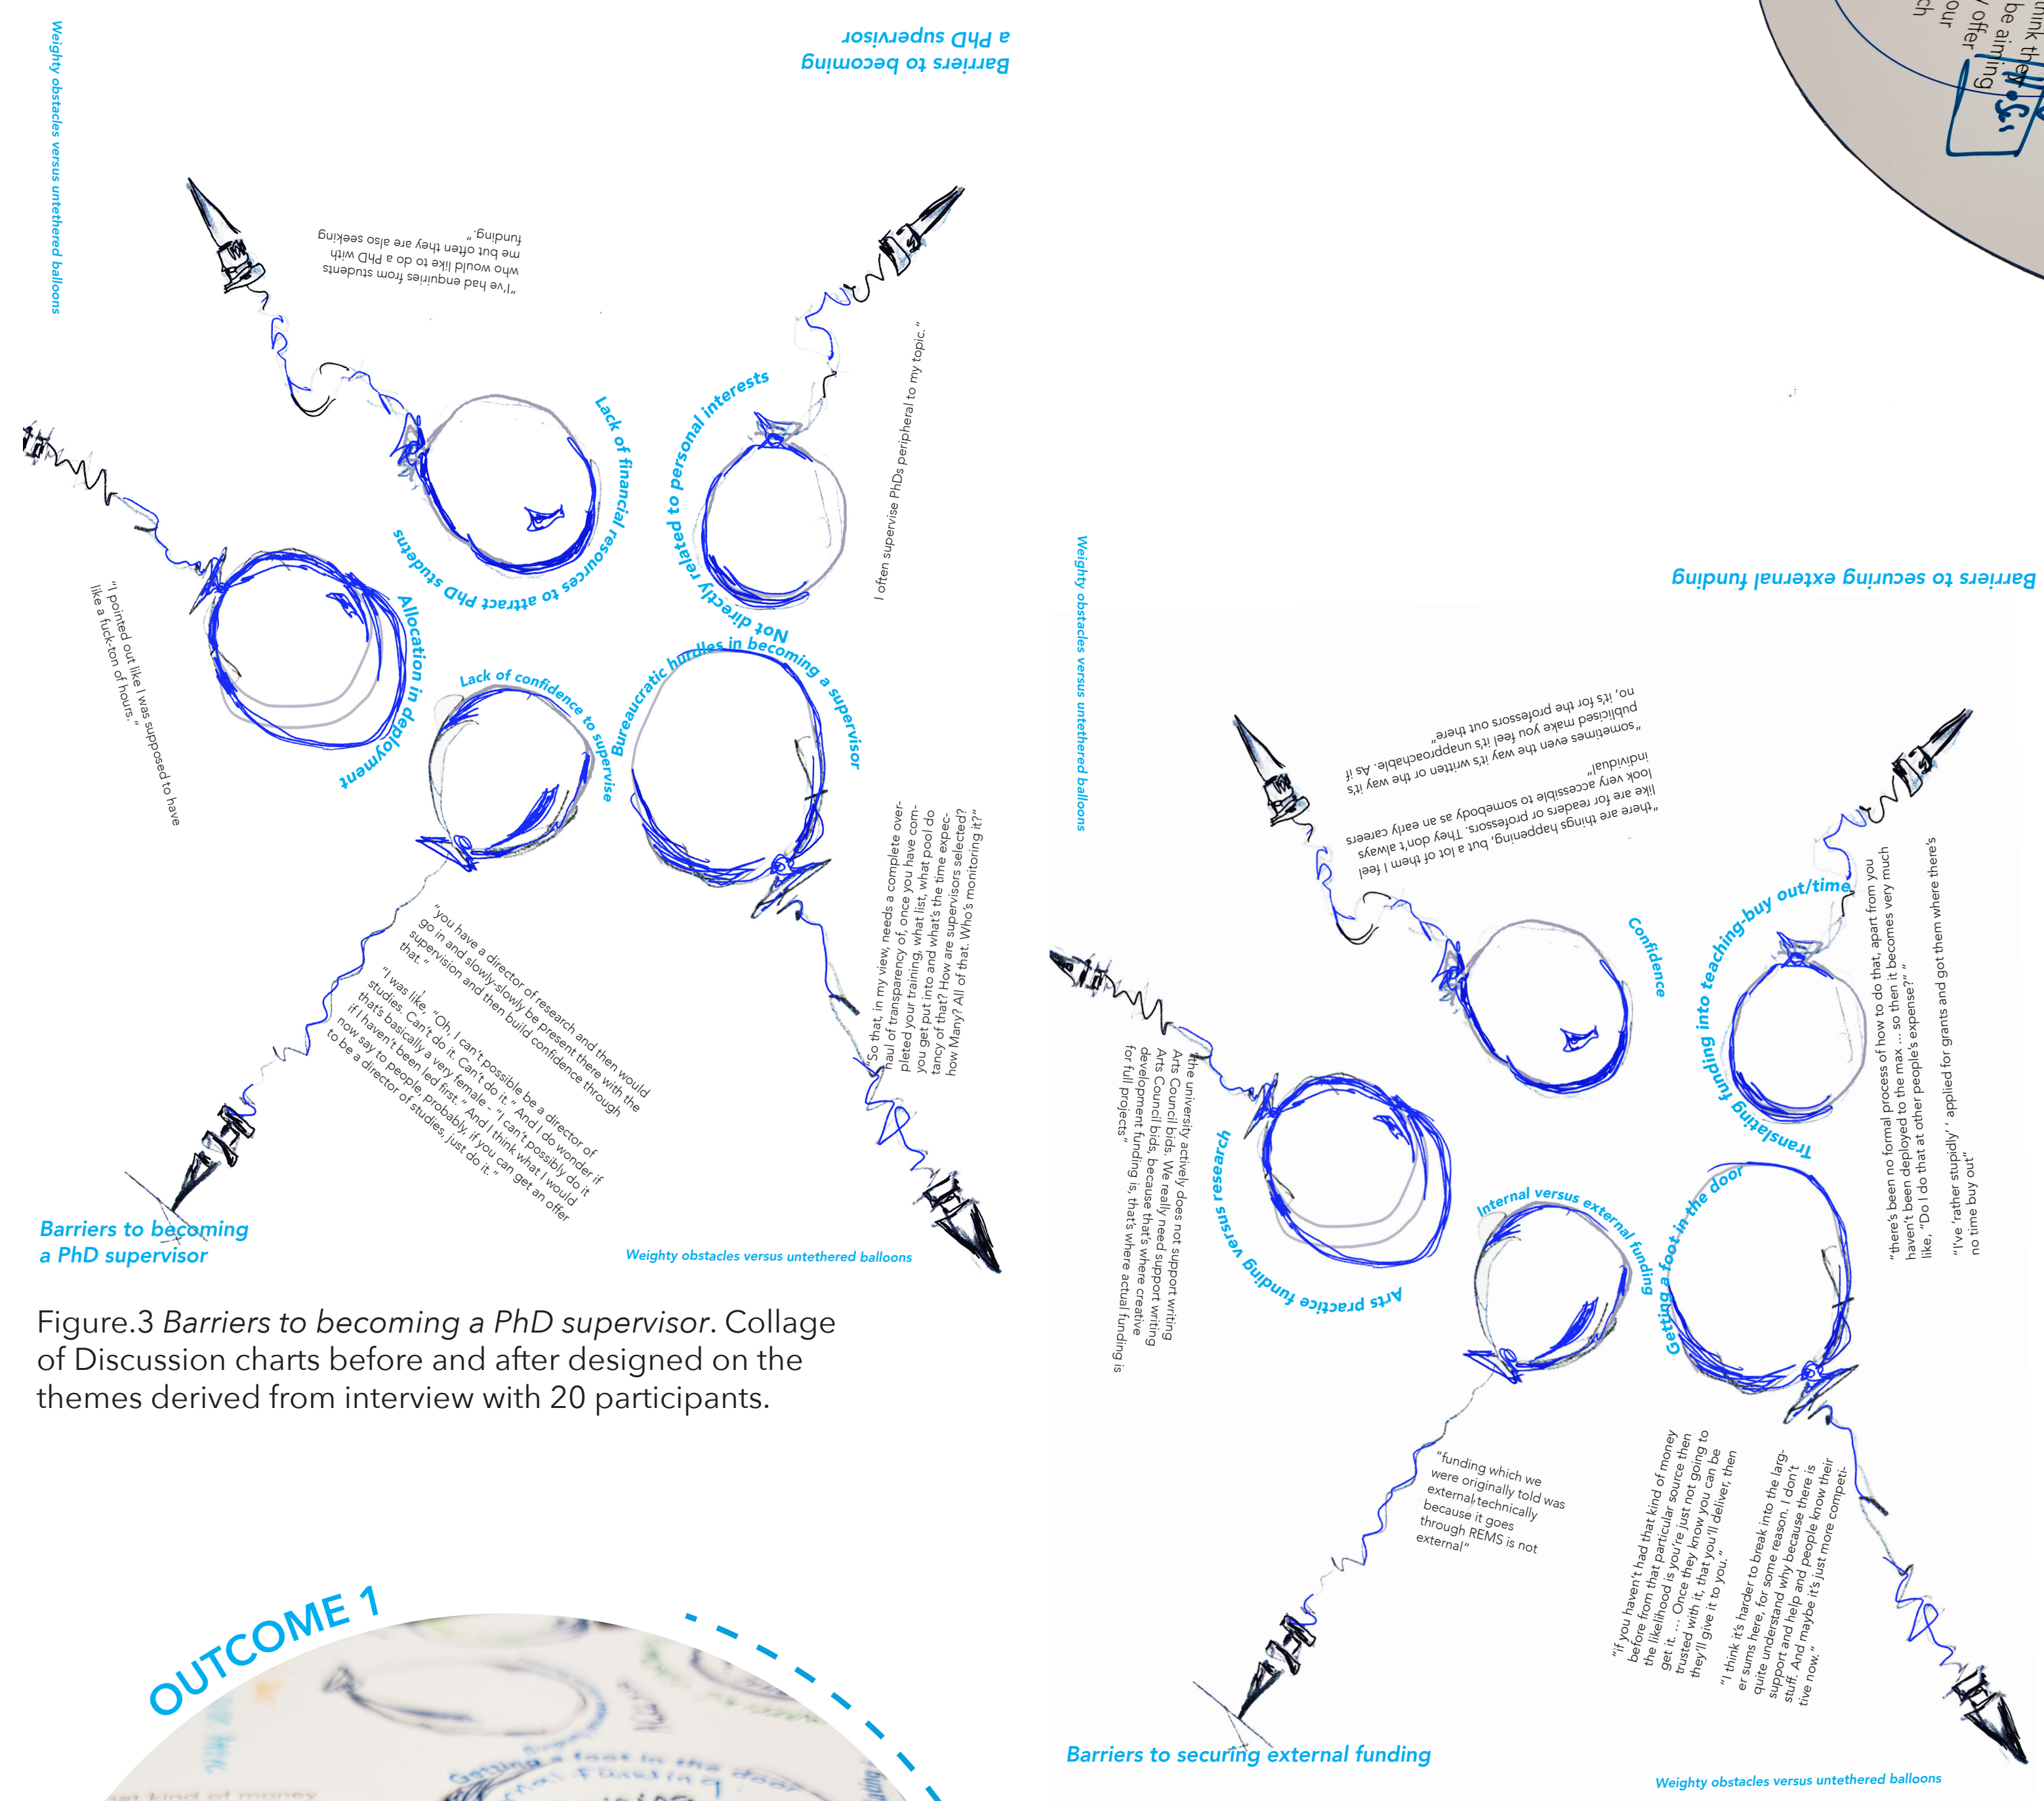 Weighty obstacles versus untethered balloons
Barriers to becoming
a PhD supervisor
"I've had enquiries from students
who would like to do a PhD with
me but often they are also seeking
funding."
Lack of financial resources to attract to PhD studetns
Not directly related to personal interests
I often supervise PhDs peripheral to my topic."
Allocation in deployment
"I pointed out like I was supposed to have
like a fuck-ton of hours."
Lack of confidence to supervise
Bureaucratic hurdles in becoming a supervisor
"you have a director of research and then would
go in and slowly-slowly be present there with the
supervision and then build confidence through
that."
"I was like, "Oh, I can't possible be a director of
studies. Can't do it. Can't do it." And I do wonder if
that's basically a very female - "I can't possibly do it
if I haven't been led first." And I think what I would
now say to people, probably, if you can get an offer
to be a director of studies, just do it."
"So that, in my view, needs a complete over-
haul of transparency of, once you have com-
pleted your training, what list, what pool do
you get put into and what's the time expec-
tancy of that? How are supervisors selected?
how Many? All of that. Who's monitoring it?"
Barriers to becoming
a PhD supervisor
Weighty obstacles versus untethered balloons
Figure.3 Barriers to becoming a PhD supervisor. Collage
of Discussion charts before and after designed on the
themes derived from interview with 20 participants.
OUTCOME 1
Getting a foot in the door
kind of money
think they
be aiming
offer
our
Weighty obstacles versus untethered balloons
Barriers to securing external funding
"there are things happening, but a lot of them I feel
like are for readers or professors. They don't always
look very accessible to somebody as an early careers
individual"
"sometimes even the way it's written or the way it's
publicised make you feel it's unapproachable. As if
no, it's for the professors out there"
Confidence
Translating funding into teaching-buy out/time
"there's been no formal process of how to do that, apart from you
haven't been deployed to the max ... so then it becomes very much
like, "Do I do that at other people's expense?" "
"I've 'rather stupidly' ' applied for grants and got them where there's
no time buy out"
Arts practice funding versus research
"the university actively does not support writing
Arts Council bids. We really need support writing
Arts Council bids, because that's where creative
development funding is, that's where actual funding is
for full projects"
Internal versus external funding
Getting a foot in the door
"funding which we
were originally told was
external,technically
because it goes
through REMS is not
external"
"if you haven't had that kind of money
before from that particular source then
the likelihood is you're just not going to
get it. ... Once they know you can be
trusted with it, that you'll deliver, then
they'll give it to you."
"I think it's harder to break into the larg-
er sums here, for some reason. I don't
quite understand why because there is
support and help and people know their
stuff. And maybe it's just more competi-
tive now."
Barriers to securing external funding
Weighty obstacles versus untethered balloons